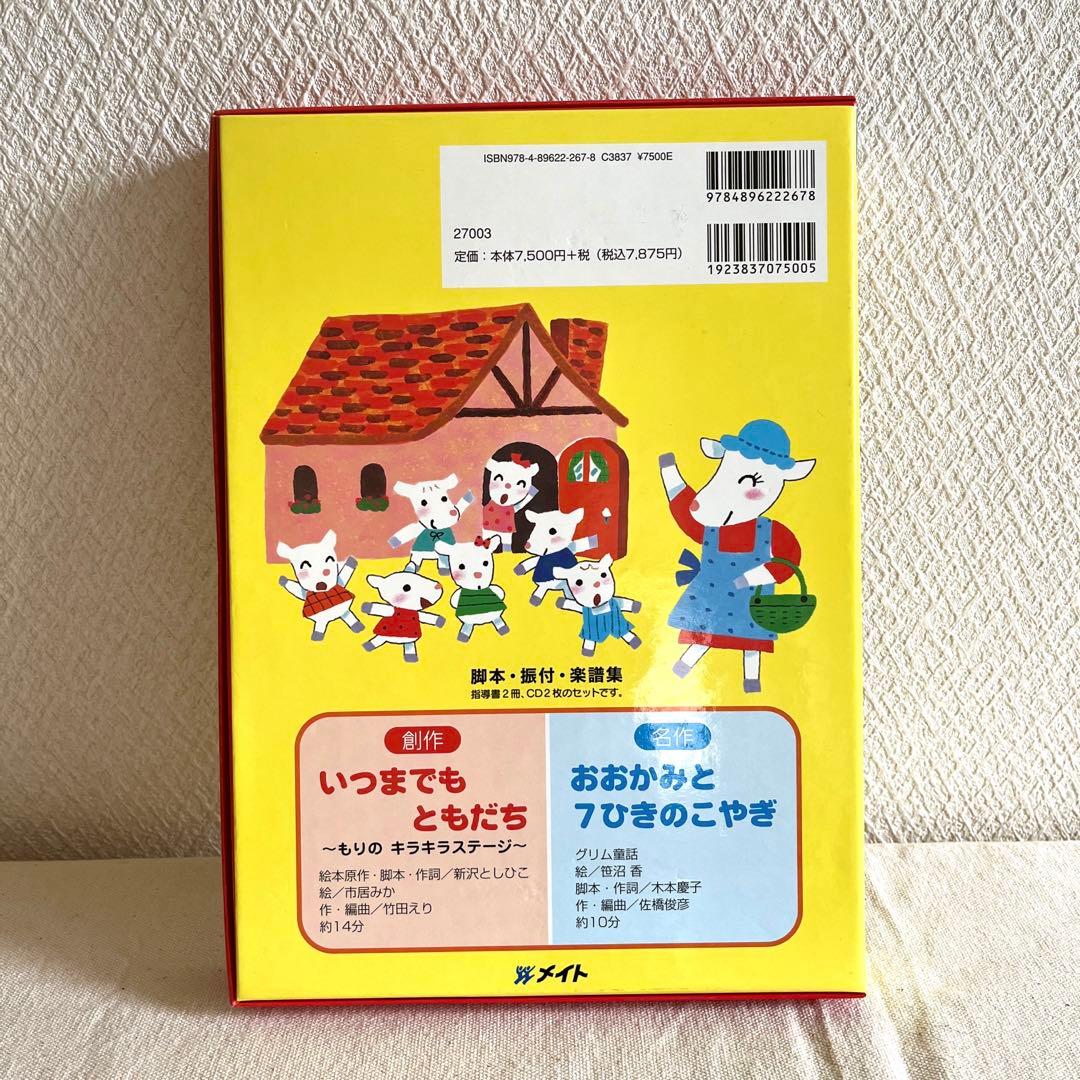 ISBN978-4-89622-267-8 C3837 ¥7500E
9784896222678
27003
定価：本体7,500円＋税（税込7,875円）
1923837075005
脚本・振付・楽譜集
指導書2冊、CD2枚のセットです。
創作
いつまでも
ともだち
〜もりの キラキラステージ〜
絵本原作・脚本・作詞／新沢としひこ
絵／市居みか
作・編曲／竹田えり
約14分
名作
おおかみと
7ひきのこやぎ
グリム童話
絵／笹沼 香
脚本・作詞／木本慶子
作・編曲／佐橋俊彦
約10分
メイト